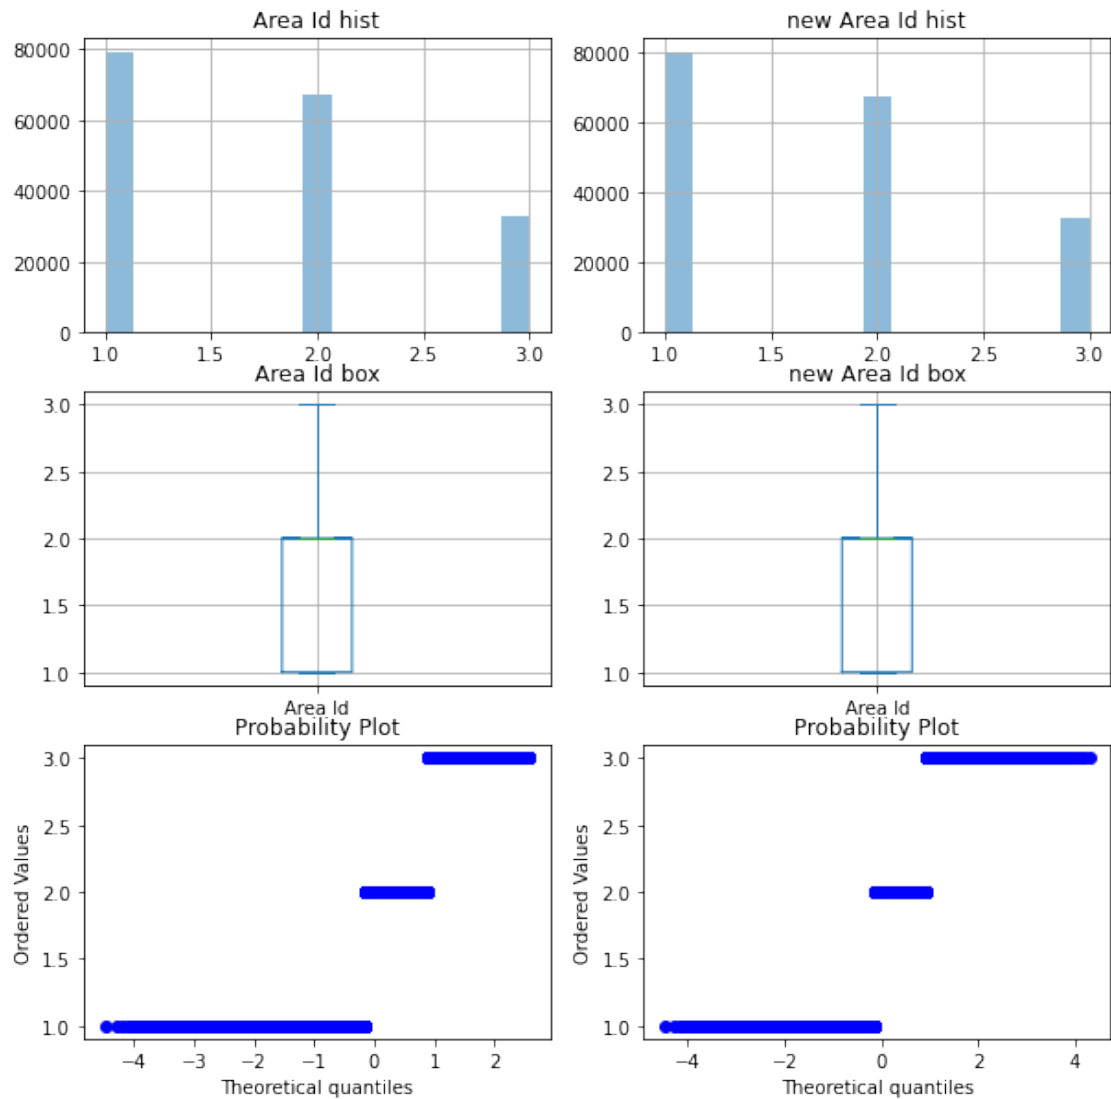 Area Id hist
80000
60000
40000
20000
0
1.0 1.5 2.0 2.5 3.0
new Area Id hist
80000
60000
40000
20000
0
1.0 1.5 2.0 2.5 3.0
Area Id box
3.0
2.5
2.0
1.5
1.0
Area Id
new Area Id box
3.0
2.5
2.0
1.5
1.0
Area Id
Probability Plot
Ordered Values
3.0
2.5
2.0
1.5
1.0
−4 −3 −2 −1 0 1 2
Theoretical quantiles
Probability Plot
Ordered Values
3.0
2.5
2.0
1.5
1.0
−4 −2 0 2 4
Theoretical quantiles